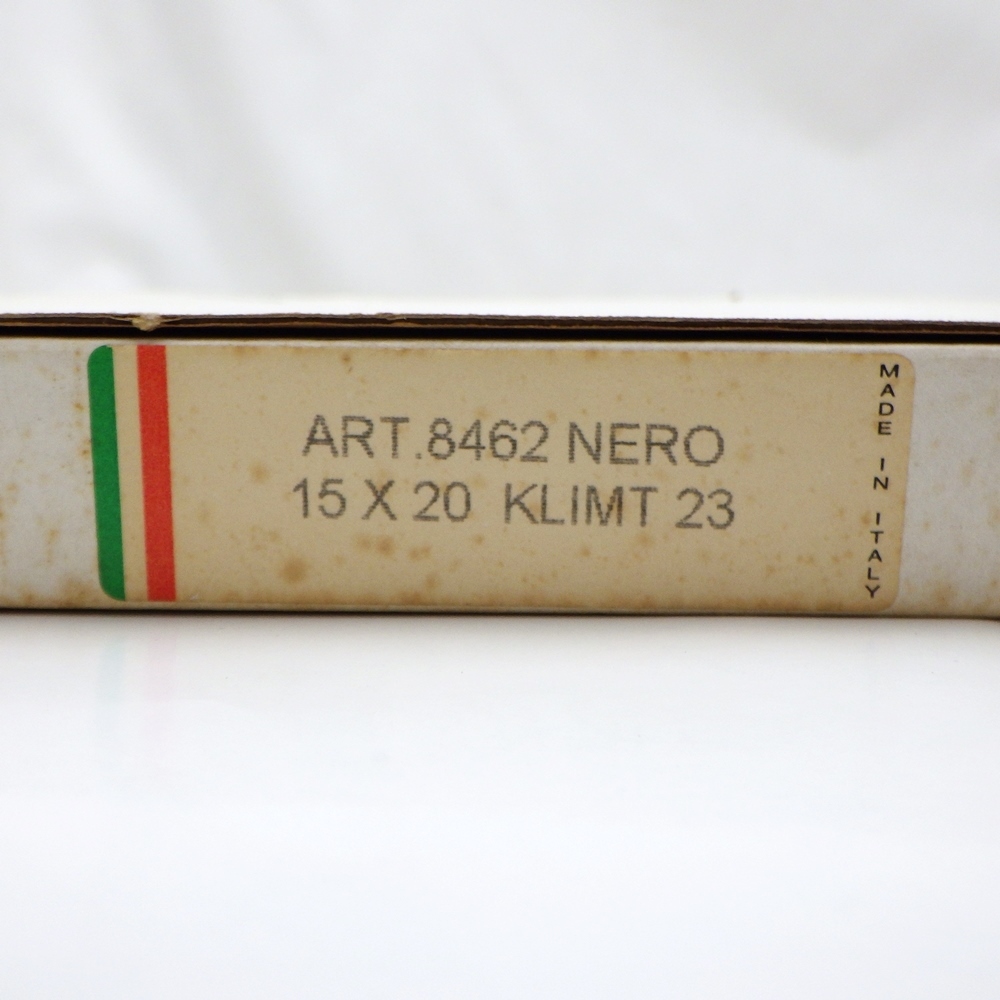 ART.8462 NERO
15 X 20 KLIMT 23
MADE IN ITALY